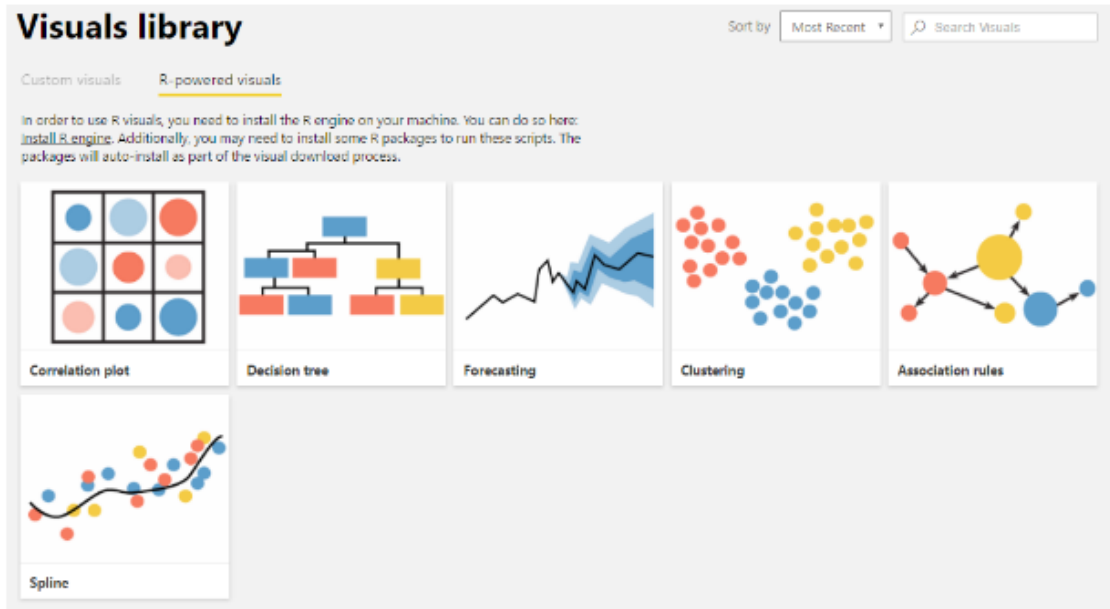 Visuals library
Sort by Most Recent Search Visuals
Custom visuals R-powered visuals
In order to use R visuals, you need to install the R engine on your machine. You can do so here:
Install R engine. Additionally, you may need to install some R packages to run these scripts. The
packages will auto-install as part of the visual download process.
Correlation plot
Decision tree
Forecasting
Clustering
Association rules
Spline